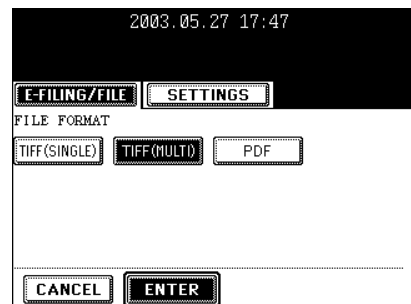 2003.05.27 17:47
E-FILING/FILE SETTINGS
FILE FORMAT
TIFF(SINGLE) TIFF(MULTI) PDF
CANCEL ENTER